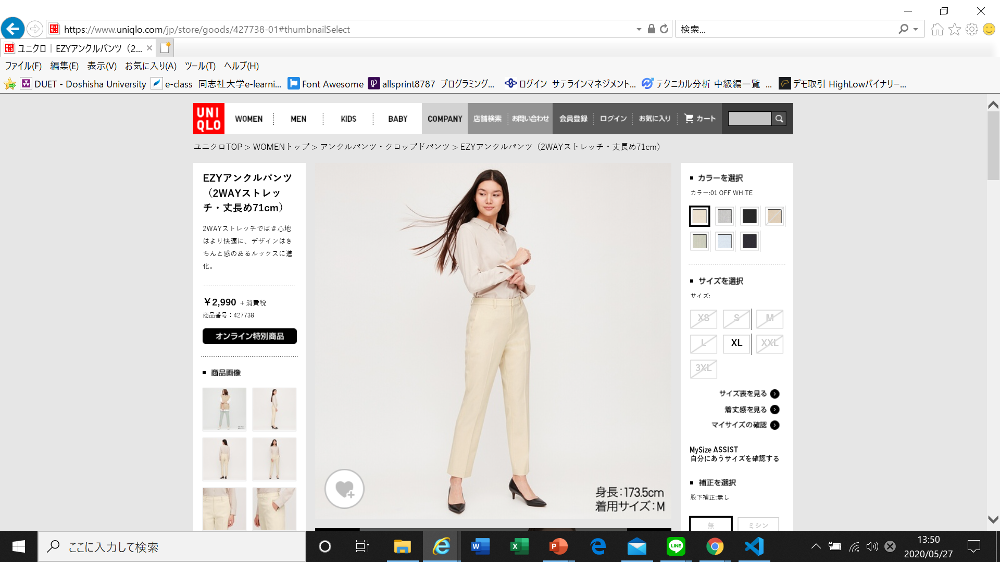 https://www.uniqlo.com/jp/store/goods/427738-01#thumbnailSelect
検索...
ユニクロ｜EZYアンクルパンツ（2...
ファイル(F) 編集(E) 表示(V) お気に入り(A) ツール(T) ヘルプ(H)
DUET - Doshisha University e-class 同志社大学e-learni... Font Awesome allsprint8787 プログラミング... ログイン サテラインマネジメント... テクニカル分析 中級編一覧 ... デモ取引 HighLowバイナリー...
UNI
QLO
WOMEN MEN KIDS BABY COMPANY 店舗検索 お問い合わせ 会員登録 ログイン お気に入り カート
ユニクロTOP > WOMENトップ > アンクルパンツ・クロップドパンツ > EZYアンクルパンツ（2WAYストレッチ・丈長め71cm）
EZYアンクルパンツ
（2WAYストレッ
チ・丈長め71cm）
2WAYストレッチではき心地
はより快適に、デザインはき
ちんと感のあるルックスに進
化。
￥2,990 ＋消費税
商品番号：427738
オンライン特別商品
商品画像
身長：173.5cm
着用サイズ：M
カラーを選択
カラー:01 OFF WHITE
サイズを選択
サイズ:
XS S M
L XL XXL
3XL
サイズ表を見る
着丈感を見る
マイサイズの確認
MySize ASSIST
自分にあうサイズを確認する
補正を選択
股下補正:無し
無 ミシン
ここに入力して検索
13:50
2020/05/27